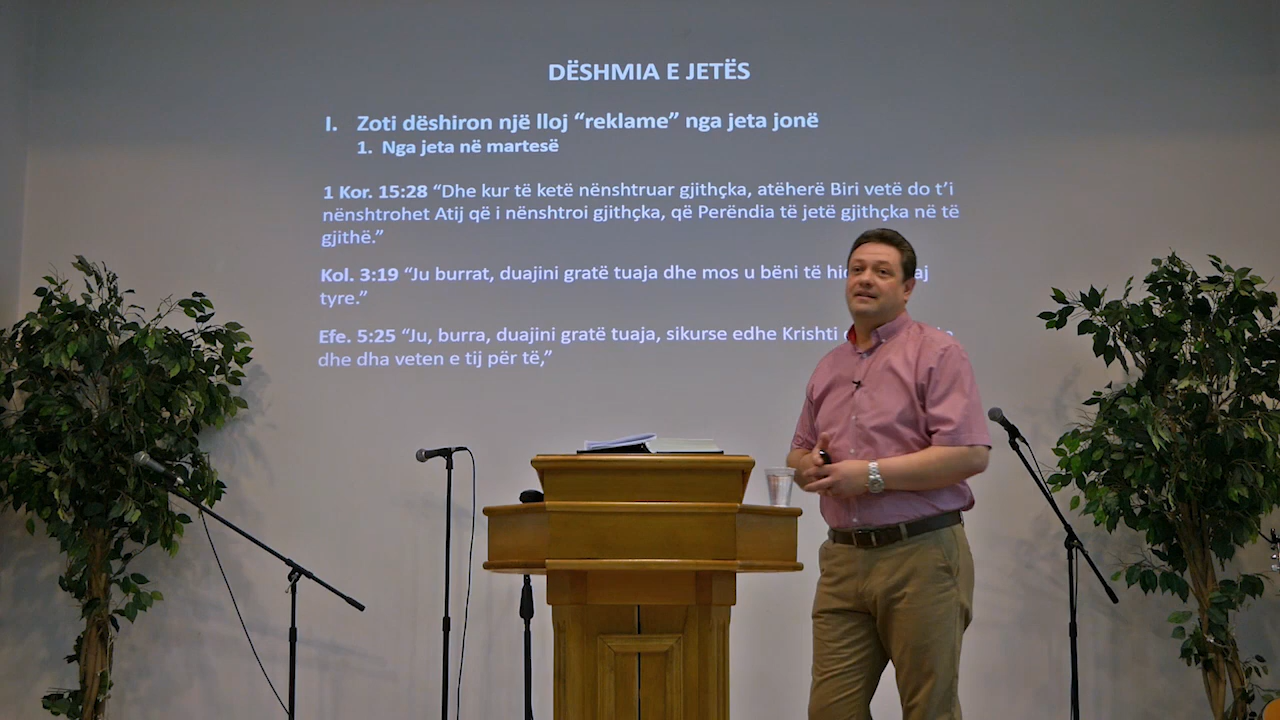 DËSHMIA E JETËS
I. Zoti dëshiron një lloj “reklame” nga jeta jonë
1. Nga jeta në martesë
1 Kor. 15:28 “Dhe kur të ketë nënshtruar gjithçka, atëherë Biri vetë do t’i
nënshtrohet Atij që i nënshtroi gjithçka, që Perëndia të jetë gjithçka në të
gjithë.”
Kol. 3:19 “Ju burrat, duajini gratë tuaja dhe mos u bëni të
tyre.”
Efe. 5:25 “Ju, burra, duajini gratë tuaja, sikurse edhe Krishti
dhe dha veten e tij për të,”